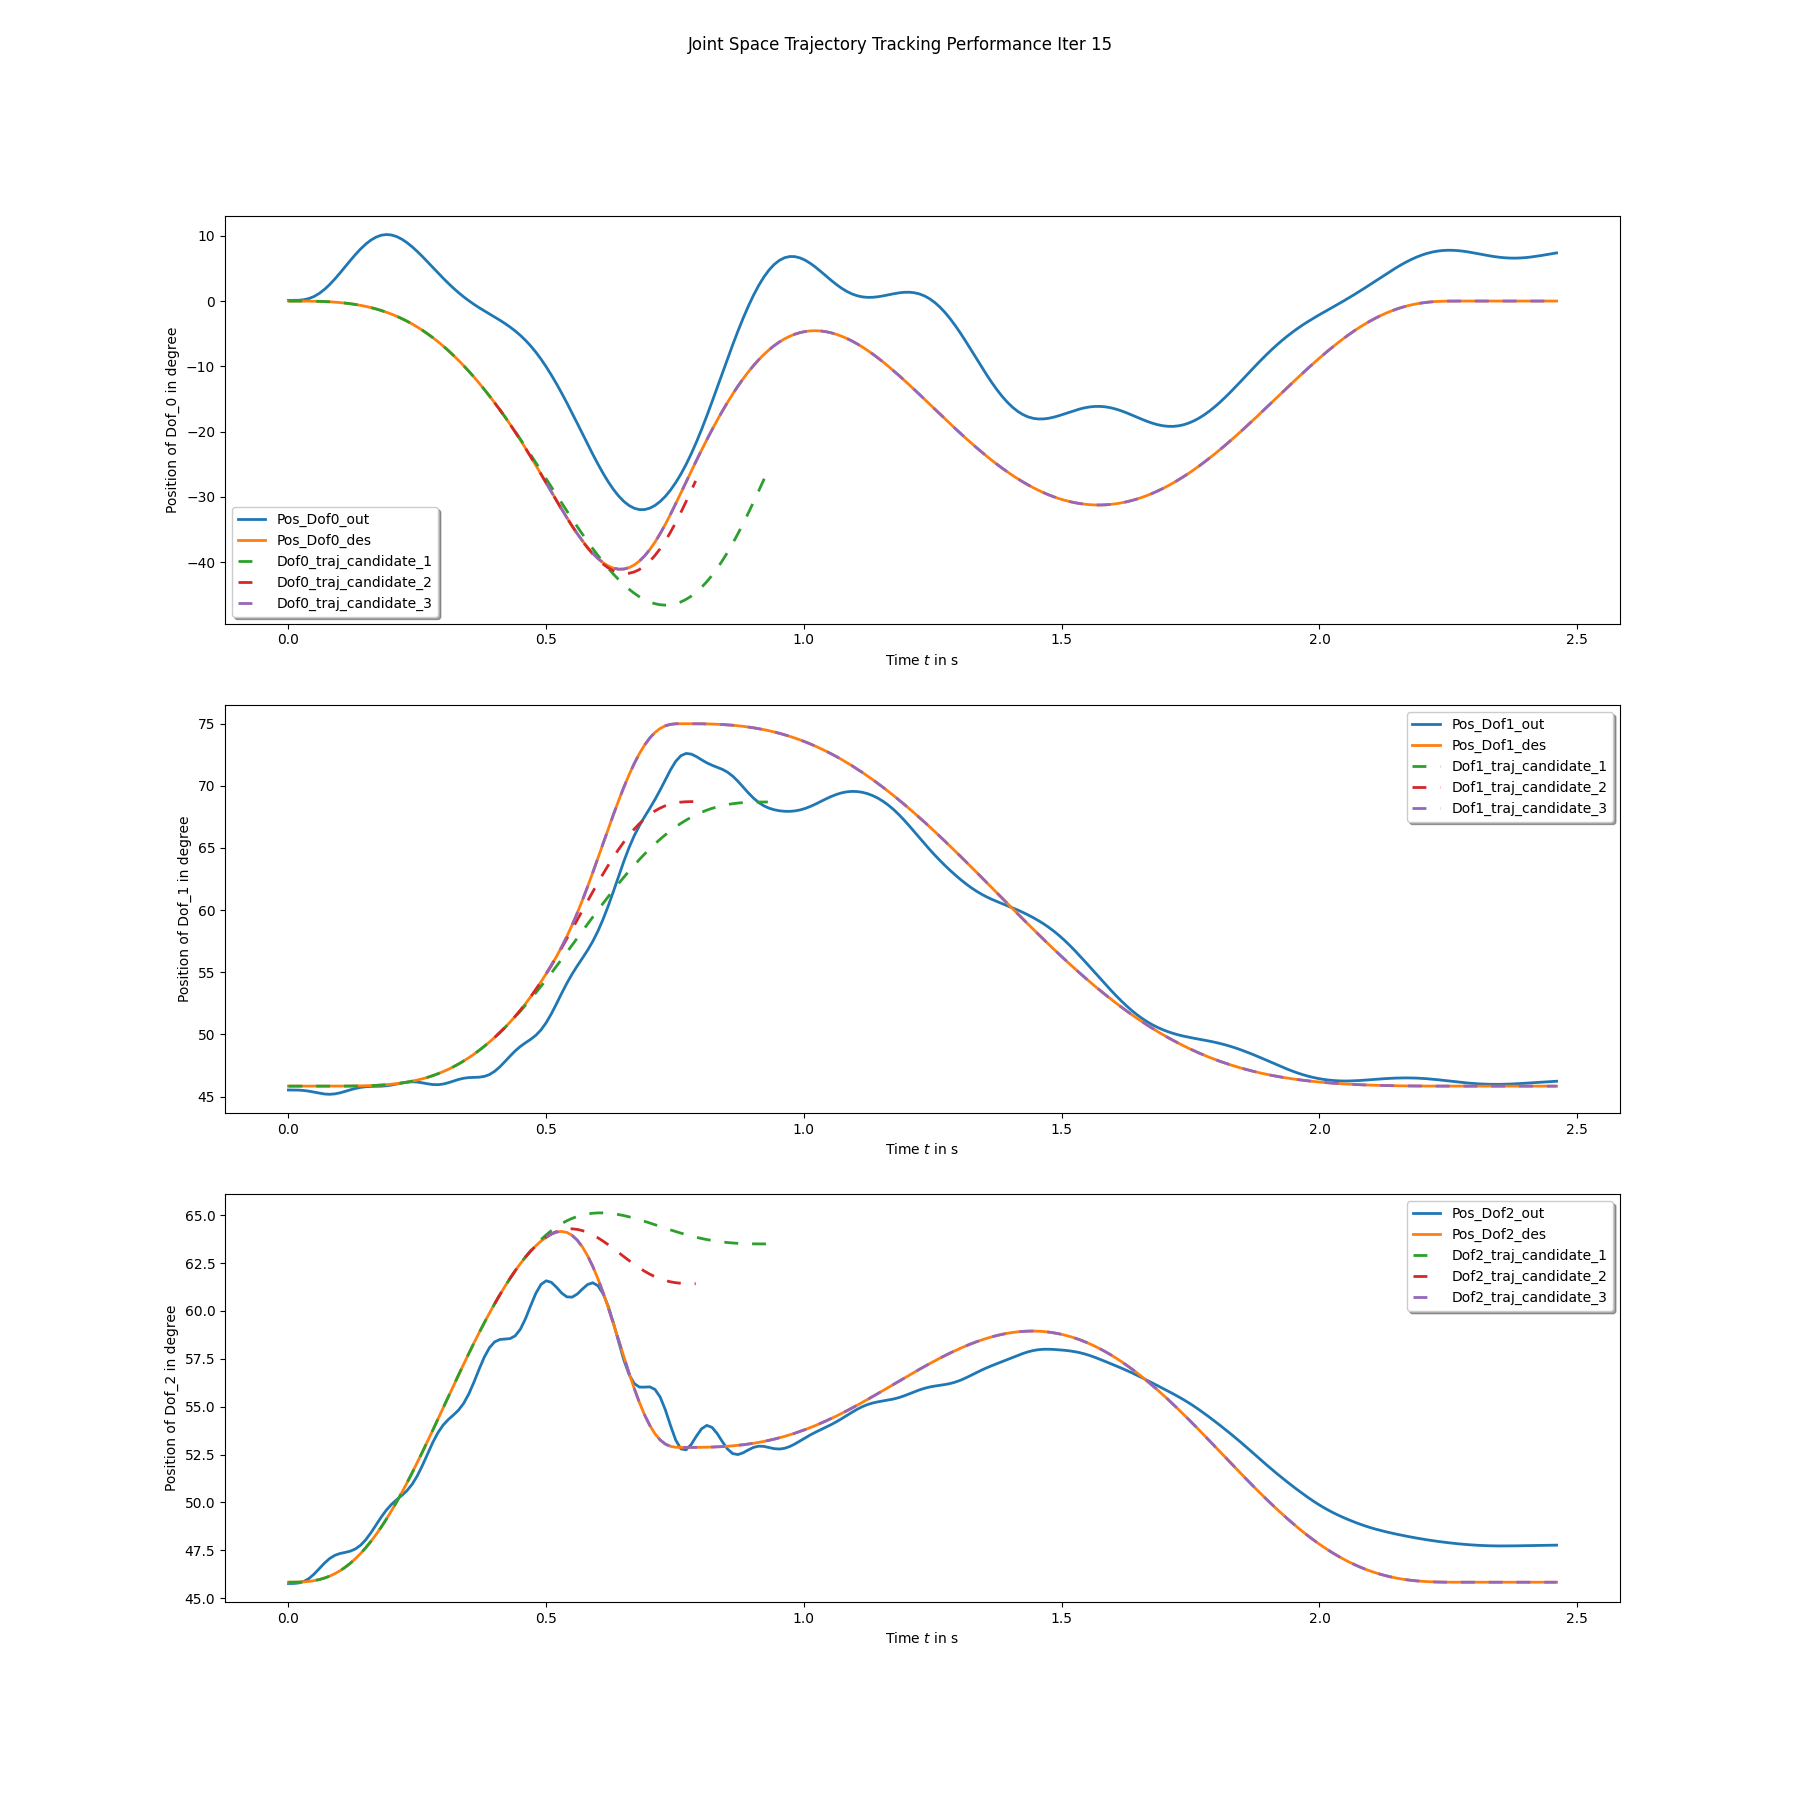 Joint Space Trajectory Tracking Performance Iter 15
10
0
−10
−20
−30
−40
Position of Dof_0 in degree
Pos_Dof0_out
Pos_Dof0_des
Dof0_traj_candidate_1
Dof0_traj_candidate_2
Dof0_traj_candidate_3
0.0 0.5 1.0 1.5 2.0 2.5
Time t in s
75
70
65
60
55
50
45
Position of Dof_1 in degree
Pos_Dof1_out
Pos_Dof1_des
Dof1_traj_candidate_1
Dof1_traj_candidate_2
Dof1_traj_candidate_3
0.0 0.5 1.0 1.5 2.0 2.5
Time t in s
65.0
62.5
60.0
57.5
55.0
52.5
50.0
47.5
45.0
Position of Dof_2 in degree
Pos_Dof2_out
Pos_Dof2_des
Dof2_traj_candidate_1
Dof2_traj_candidate_2
Dof2_traj_candidate_3
0.0 0.5 1.0 1.5 2.0 2.5
Time t in s